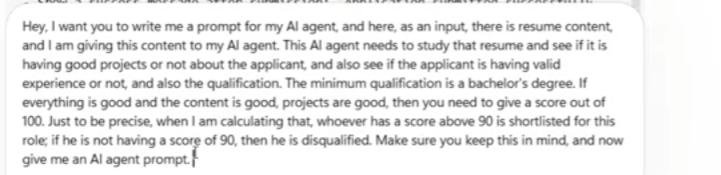 Hey, I want you to write me a prompt for my AI agent, and here, as an input, there is resume content,
and I am giving this content to my AI agent. This AI agent needs to study that resume and see if it is
having good projects or not about the applicant, and also see if the applicant is having valid
experience or not, and also the qualification. The minimum qualification is a bachelor's degree. If
everything is good and the content is good, projects are good, then you need to give a score out of
100. Just to be precise, when I am calculating that, whoever has a score above 90 is shortlisted for this
role; if he is not having a score of 90, then he is disqualified. Make sure you keep this in mind, and now
give me an AI agent prompt.